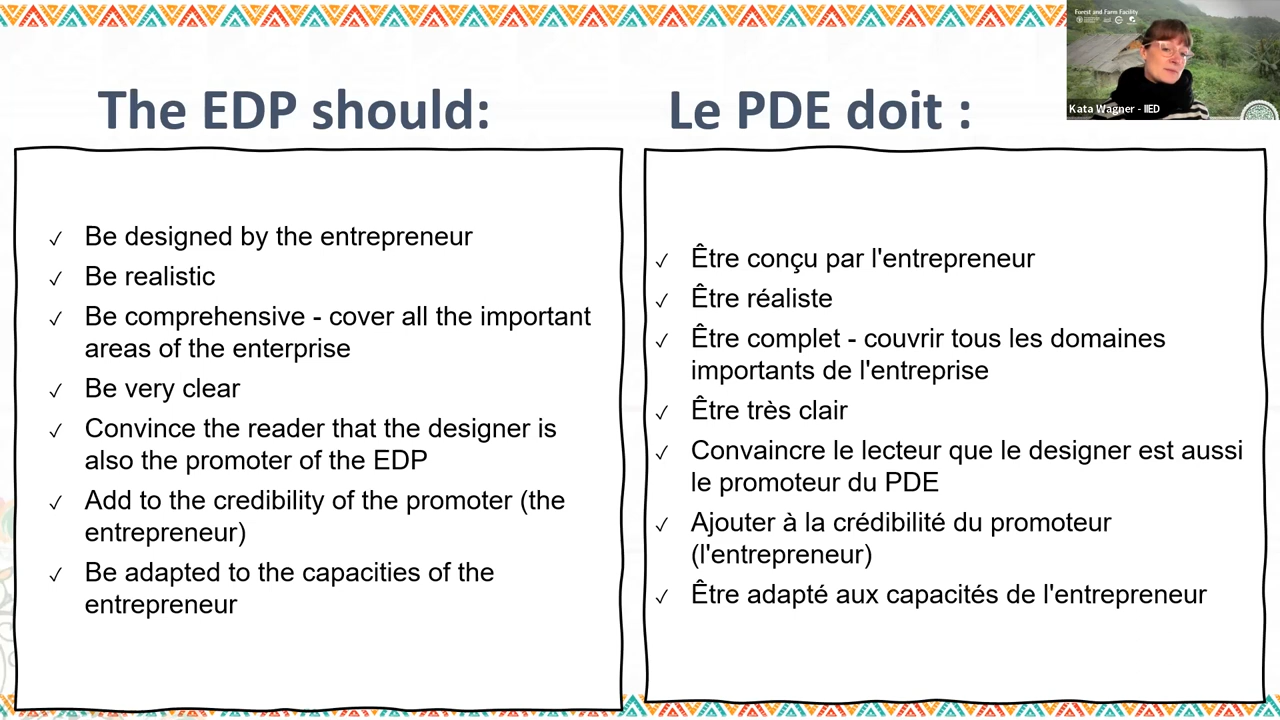 The EDP should:
Be designed by the entrepreneur
Be realistic
Be comprehensive - cover all the important
areas of the enterprise
Be very clear
Convince the reader that the designer is
also the promoter of the EDP
Add to the credibility of the promoter (the
entrepreneur)
Be adapted to the capacities of the
entrepreneur
Le PDE doit :
Être conçu par l'entrepreneur
Être réaliste
Être complet - couvrir tous les domaines
importants de l'entreprise
Être très clair
Convaincre le lecteur que le designer est aussi
le promoteur du PDE
Ajouter à la crédibilité du promoteur
(l'entrepreneur)
Être adapté aux capacités de l'entrepreneur
Forest and Farm Facility
Kata Wagner - IIED